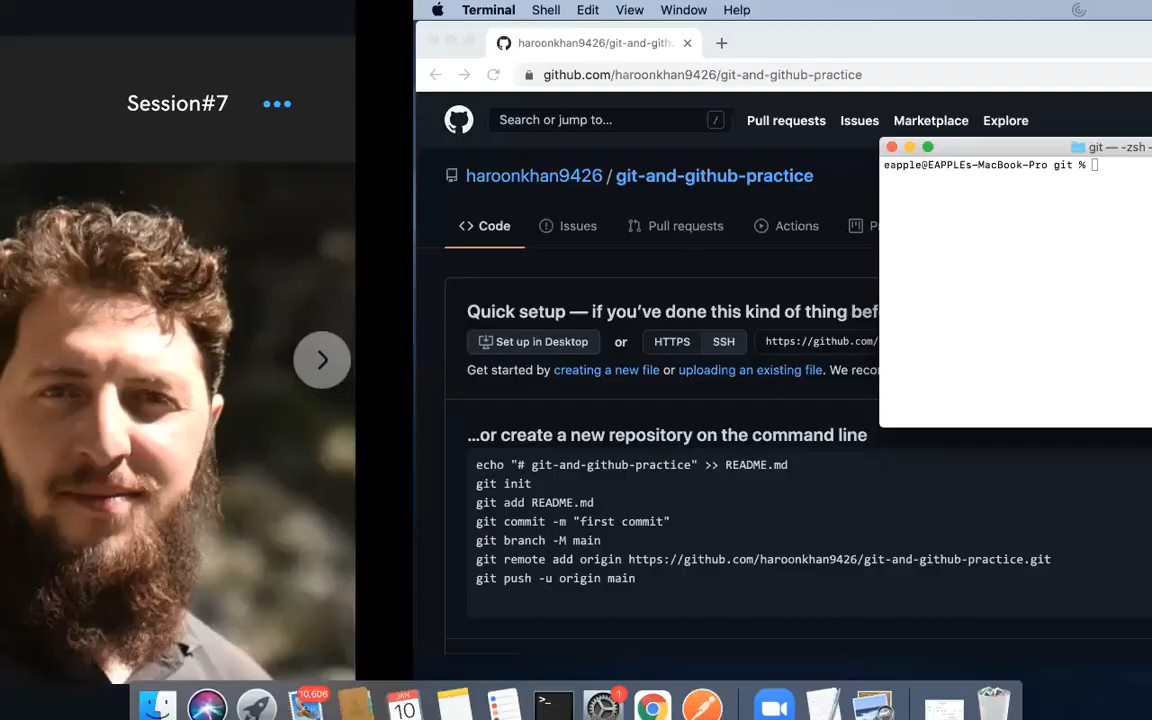 Terminal Shell Edit View Window Help
Session#7
haroonkhan9426/git-and-gith
github.com/haroonkhan9426/git-and-github-practice
Search or jump to... /
Pull requests Issues Marketplace Explore
git — -zsh -
eapple@EAPPLEs-MacBook-Pro git %
haroonkhan9426 / git-and-github-practice
<> Code Issues Pull requests Actions P
Quick setup — if you've done this kind of thing bef
Set up in Desktop or HTTPS SSH https://github.com/
Get started by creating a new file or uploading an existing file. We reco
...or create a new repository on the command line
echo "# git-and-github-practice" >> README.md
git init
git add README.md
git commit -m "first commit"
git branch -M main
git remote add origin https://github.com/haroonkhan9426/git-and-github-practice.git
git push -u origin main
10,606
JAN
10
1
>_